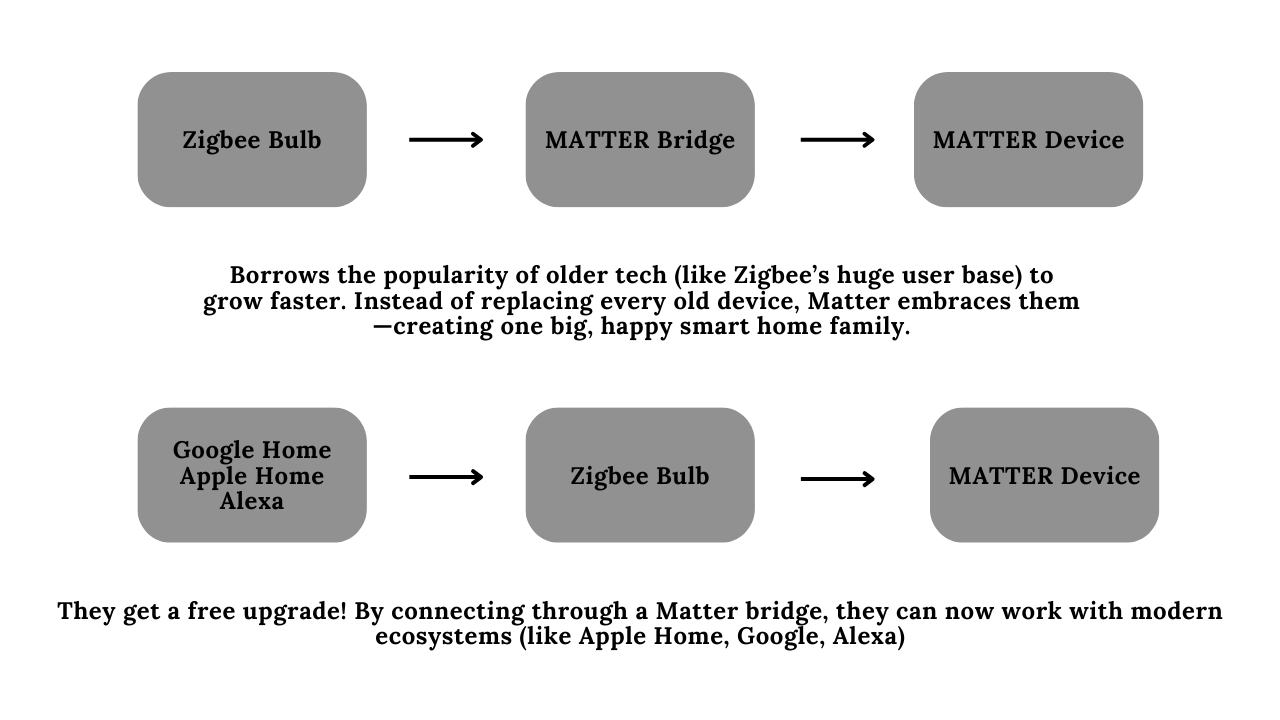 Zigbee Bulb
MATTER Bridge
MATTER Device
Borrows the popularity of older tech (like Zigbee’s huge user base) to
grow faster. Instead of replacing every old device, Matter embraces them
—creating one big, happy smart home family.
Google Home
Apple Home
Alexa
Zigbee Bulb
MATTER Device
They get a free upgrade! By connecting through a Matter bridge, they can now work with modern
ecosystems (like Apple Home, Google, Alexa)